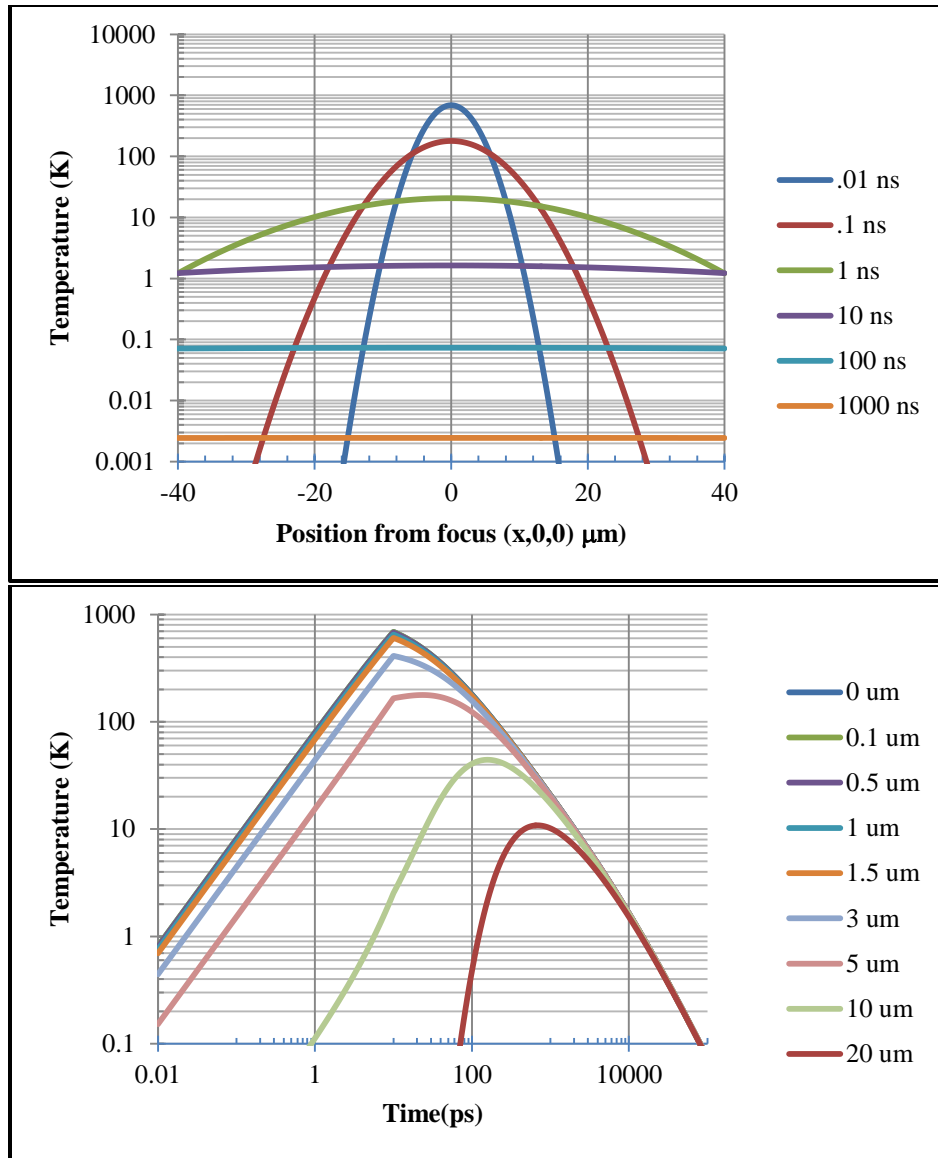 10000
1000
100
10
1
0.1
0.01
0.001
Temperature (K)
-40 -20 0 20 40
Position from focus (x,0,0) μm)
.01 ns
.1 ns
1 ns
10 ns
100 ns
1000 ns
1000
100
10
1
0.1
Temperature (K)
0.01 1 100 10000
Time(ps)
0 um
0.1 um
0.5 um
1 um
1.5 um
3 um
5 um
10 um
20 um